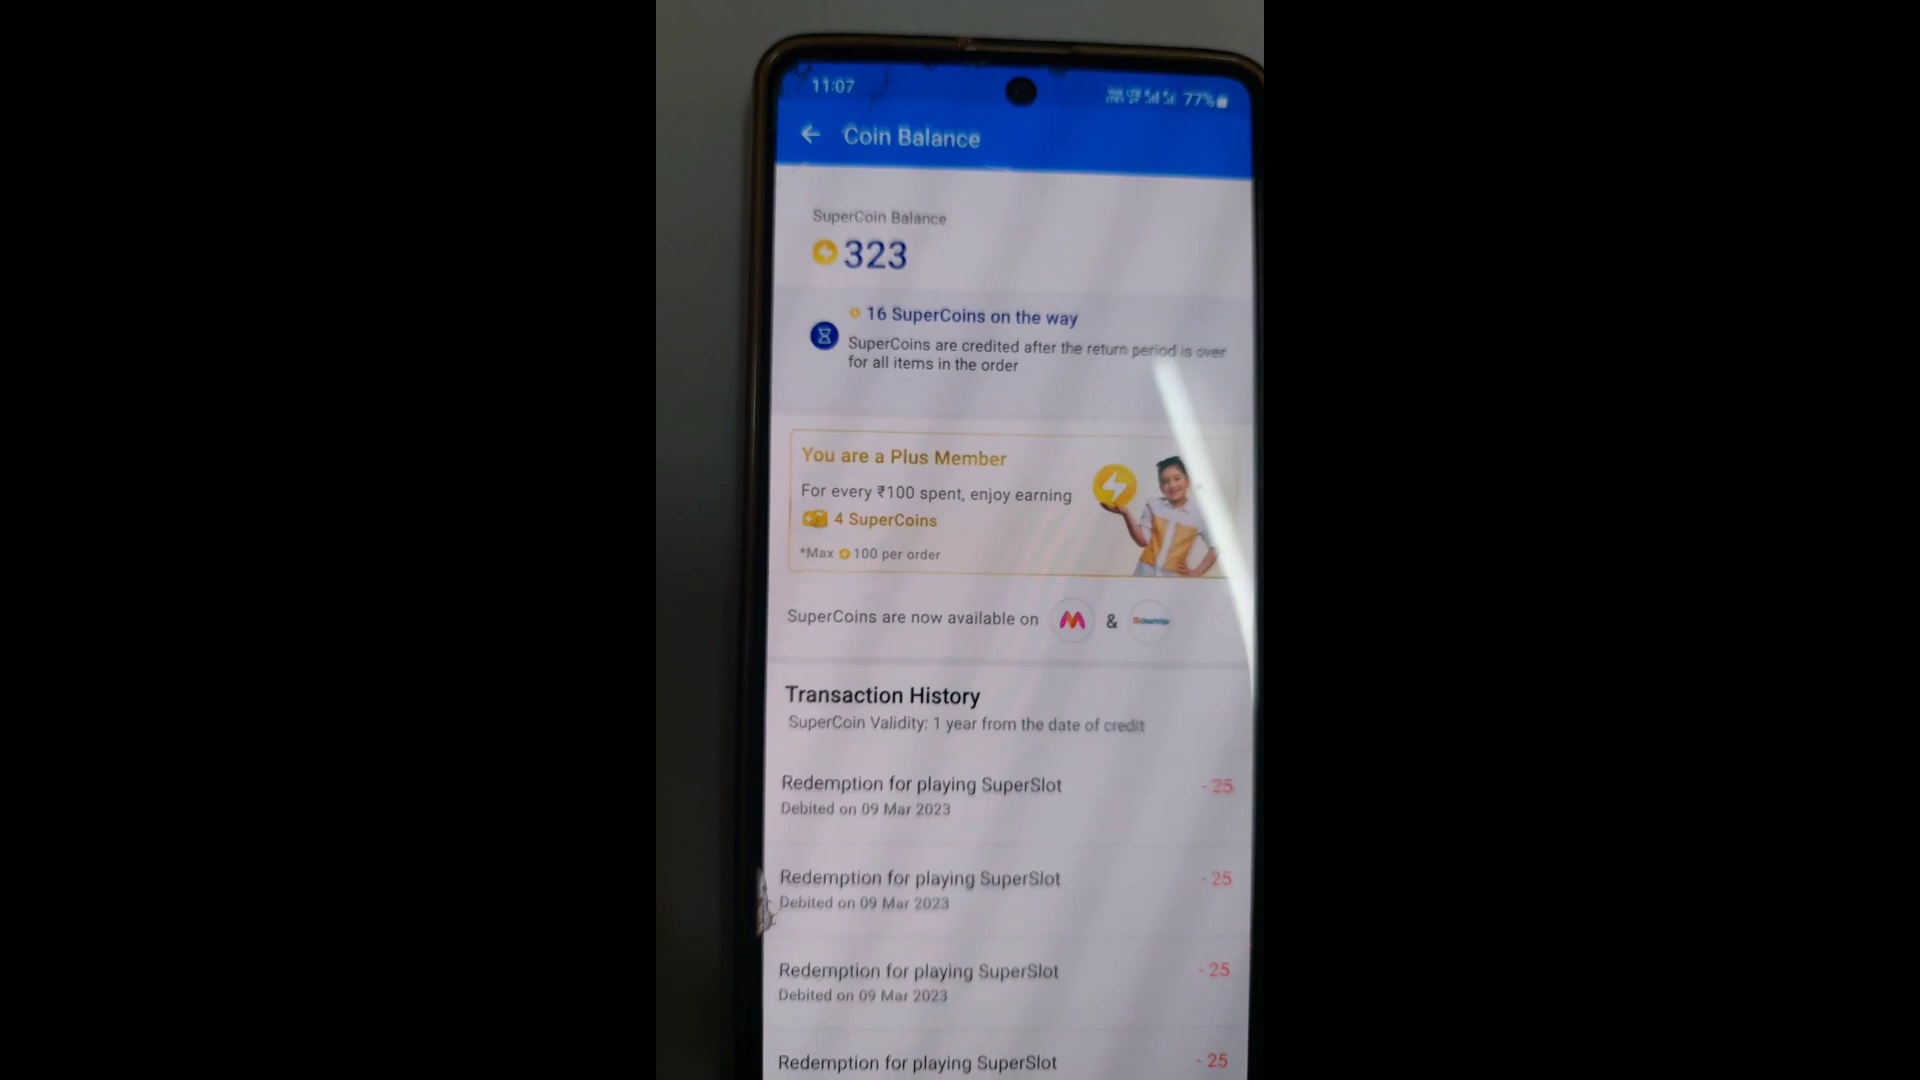 11:07
77%
Coin Balance
SuperCoin Balance
323
16 SuperCoins on the way
SuperCoins are credited after the return period is over
for all items in the order
You are a Plus Member
For every ₹100 spent, enjoy earning
4 SuperCoins
*Max 100 per order
SuperCoins are now available on &
cleartrip
Transaction History
SuperCoin Validity: 1 year from the date of credit
Redemption for playing SuperSlot - 25
Debited on 09 Mar 2023
Redemption for playing SuperSlot - 25
Debited on 09 Mar 2023
Redemption for playing SuperSlot - 25
Debited on 09 Mar 2023
Redemption for playing SuperSlot - 25